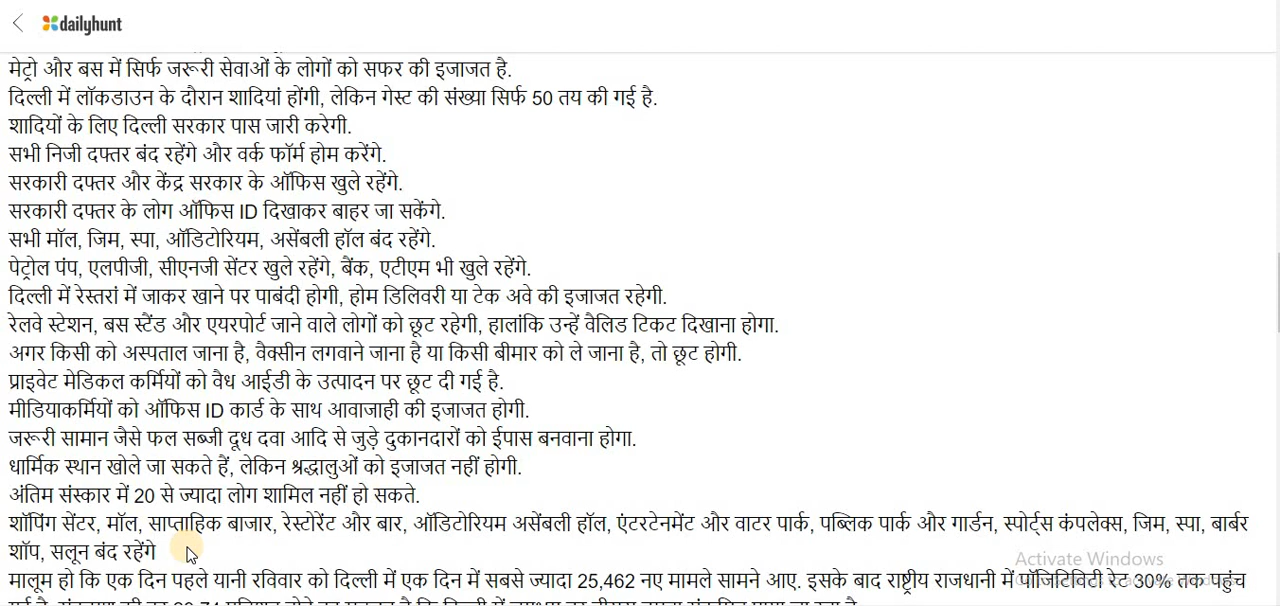 dailyhunt
मेट्रो और बस में सिर्फ जरूरी सेवाओं के लोगों को सफर की इजाजत है.
दिल्ली में लॉकडाउन के दौरान शादियां होंगी, लेकिन गेस्ट की संख्या सिर्फ 50 तय की गई है.
शादियों के लिए दिल्ली सरकार पास जारी करेगी.
सभी निजी दफ्तर बंद रहेंगे और वर्क फॉर्म होम करेंगे.
सरकारी दफ्तर और केंद्र सरकार के ऑफिस खुले रहेंगे.
सरकारी दफ्तर के लोग ऑफिस ID दिखाकर बाहर जा सकेंगे.
सभी मॉल, जिम, स्पा, ऑडिटोरियम, असेंबली हॉल बंद रहेंगे.
पेट्रोल पंप, एलपीजी, सीएनजी सेंटर खुले रहेंगे, बैंक, एटीएम भी खुले रहेंगे.
दिल्ली में रेस्तरां में जाकर खाने पर पाबंदी होगी, होम डिलिवरी या टेक अवे की इजाजत रहेगी.
रेलवे स्टेशन, बस स्टैंड और एयरपोर्ट जाने वाले लोगों को छूट रहेगी, हालांकि उन्हें वैलिड टिकट दिखाना होगा.
अगर किसी को अस्पताल जाना है, वैक्सीन लगवाने जाना है या किसी बीमार को ले जाना है, तो छूट होगी.
प्राइवेट मेडिकल कर्मियों को वैध आईडी के उत्पादन पर छूट दी गई है.
मीडियाकर्मियों को ऑफिस ID कार्ड के साथ आवाजाही की इजाजत होगी.
जरूरी सामान जैसे फल सब्जी दूध दवा आदि से जुड़े दुकानदारों को ईपास बनवाना होगा.
धार्मिक स्थान खोले जा सकते हैं, लेकिन श्रद्धालुओं को इजाजत नहीं होगी.
अंतिम संस्कार में 20 से ज्यादा लोग शामिल नहीं हो सकते.
शॉपिंग सेंटर, मॉल, साप्ताहिक बाजार, रेस्टोरेंट और बार, ऑडिटोरियम असेंबली हॉल, एंटरटेनमेंट और वाटर पार्क, पब्लिक पार्क और गार्डन, स्पोर्ट्स कंपलेक्स, जिम, स्पा, बार्बर
शॉप, सलून बंद रहेंगे
Activate Windows
मालूम हो कि एक दिन पहले यानी रविवार को दिल्ली में एक दिन में सबसे ज्यादा 25,462 नए मामले सामने आए. इसके बाद राष्ट्रीय राजधानी में पॉजिटिविटी रेट 30% तक पहुंच